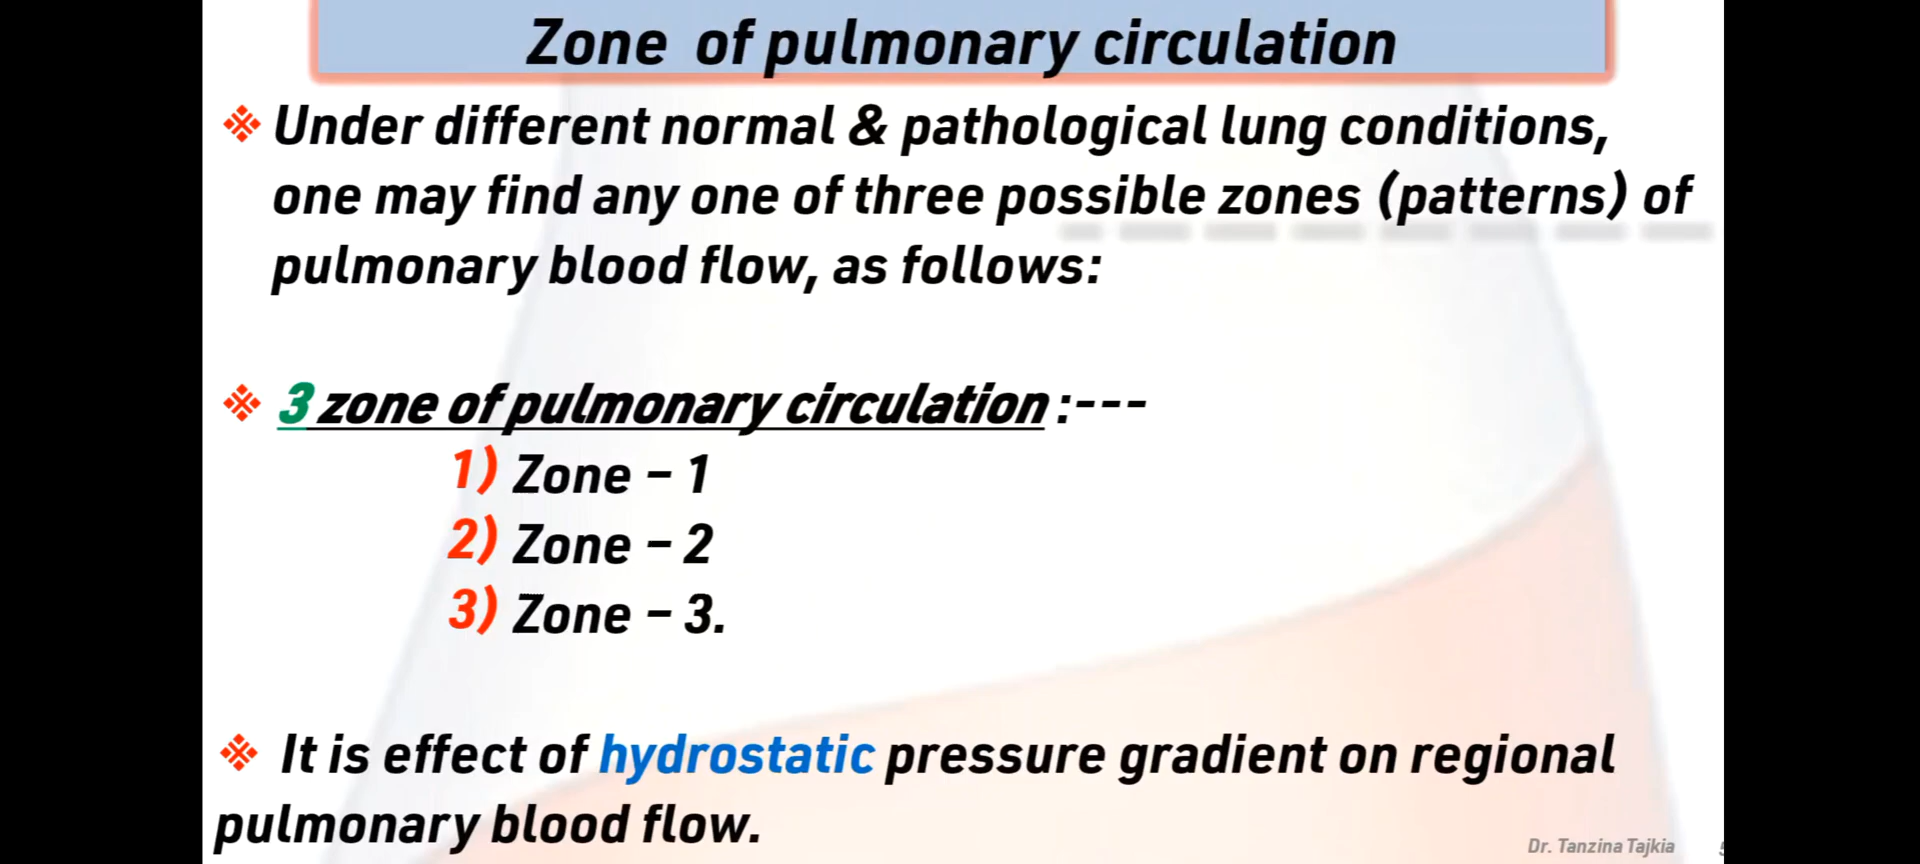 Zone of pulmonary circulation
❖ Under different normal & pathological lung conditions,
one may find any one of three possible zones (patterns) of
pulmonary blood flow, as follows:
❖ 3 zone of pulmonary circulation :---
1) Zone – 1
2) Zone – 2
3) Zone – 3.
❖ It is effect of hydrostatic pressure gradient on regional
pulmonary blood flow.
Dr. Tanzina Tajkia